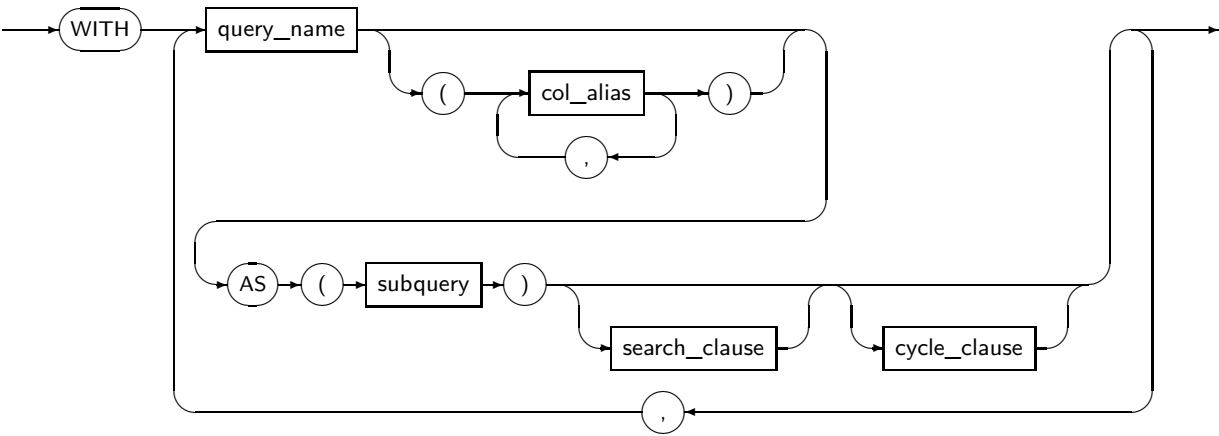 WITH query_name
( col_alias )
,
AS ( subquery )
search_clause cycle_clause
,